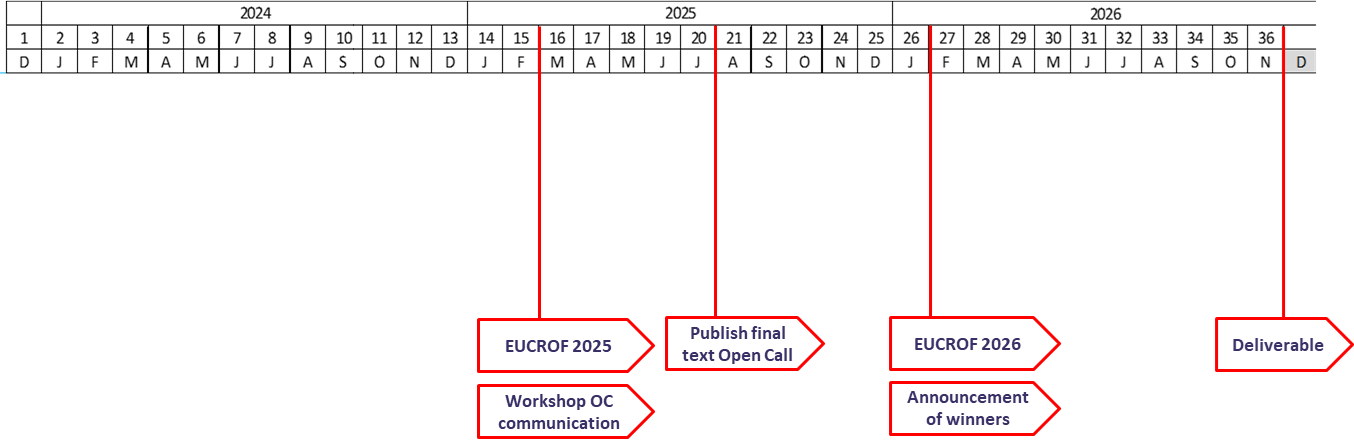 2024 2025 2026
1 2 3 4 5 6 7 8 9 10 11 12 13 14 15 16 17 18 19 20 21 22 23 24 25 26 27 28 29 30 31 32 33 34 35 36
D J F M A M J J A S O N D J F M A M J J A S O N D J F M A M J J A S O N D
EUCROF 2025
Workshop OC
communication
Publish final
text Open Call
EUCROF 2026
Announcement
of winners
Deliverable